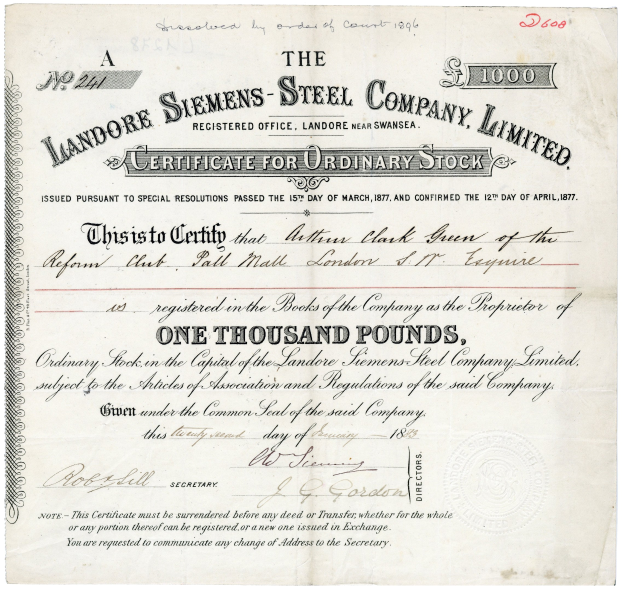 Dissolved by order of Court 1896
D608
A
THE
£1000
No. 241
LANDORE SIEMENS-STEEL COMPANY, LIMITED.
REGISTERED OFFICE, LANDORE NEAR SWANSEA.
CERTIFICATE FOR ORDINARY STOCK
ISSUED PURSUANT TO SPECIAL RESOLUTIONS PASSED THE 15TH DAY OF MARCH, 1877. AND CONFIRMED THE 12TH DAY OF APRIL, 1877.
This is to Certify that Arthur Clark Green of the
Reform Club Pall Mall London S.W. Esquire
is registered in the Books of the Company as the Proprietor of
ONE THOUSAND POUNDS,
Ordinary Stock, in the Capital of the Landore Siemens-Steel Company, Limited,
subject to the Articles of Association and Regulations of the said Company.
Given under the Common Seal of the said Company,
this twenty second day of January 1883
Wm Siemens
Robt Sill SECRETARY.
J. G. Gordon
DIRECTORS.
NOTE.- This Certificate must be surrendered before any deed or Transfer, whether for the whole
or any portion thereof can be registered, or a new one issued in Exchange.
You are requested to communicate any change of Address to the Secretary.